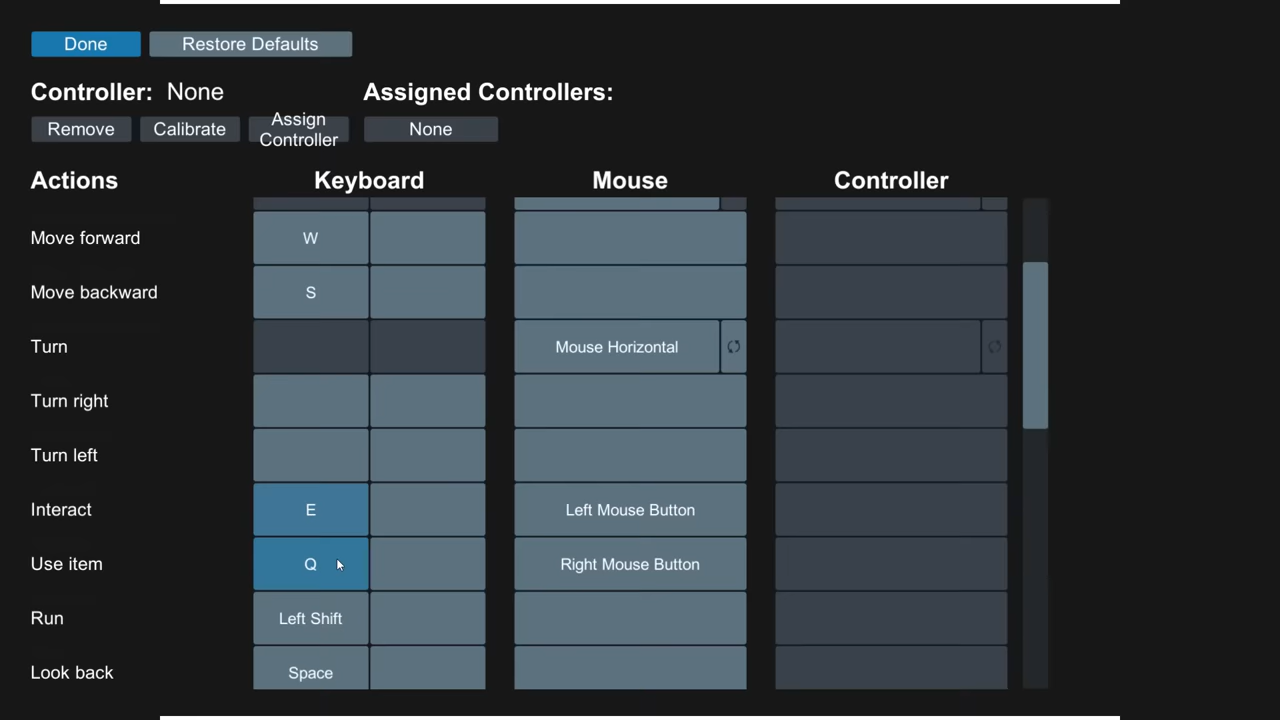 Done Restore Defaults
Controller: None Assigned Controllers:
Remove Calibrate Assign Controller None
Actions Keyboard Mouse Controller
Move forward W
Move backward S
Turn Mouse Horizontal
Turn right
Turn left
Interact E Left Mouse Button
Use item Q Right Mouse Button
Run Left Shift
Look back Space